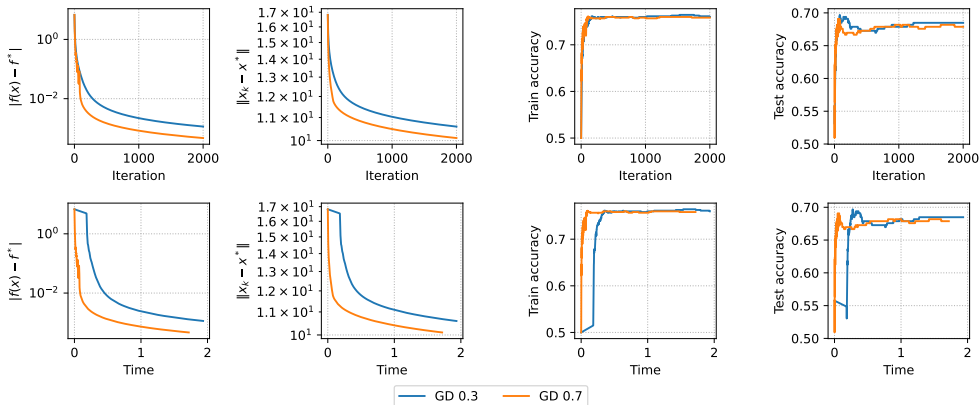 |f(x) − f*|
10⁰
10⁻²
0 1000 2000
Iteration
‖x_k − x*‖
1.7 × 10¹
1.6 × 10¹
1.5 × 10¹
1.4 × 10¹
1.3 × 10¹
1.2 × 10¹
1.1 × 10¹
10¹
0 1000 2000
Iteration
Train accuracy
0.7
0.6
0.5
0 1000 2000
Iteration
Test accuracy
0.70
0.65
0.60
0.55
0.50
0 1000 2000
Iteration
|f(x) − f*|
10⁰
10⁻²
0 1 2
Time
‖x_k − x*‖
1.7 × 10¹
1.6 × 10¹
1.5 × 10¹
1.4 × 10¹
1.3 × 10¹
1.2 × 10¹
1.1 × 10¹
10¹
0 1 2
Time
Train accuracy
0.7
0.6
0.5
0 1 2
Time
Test accuracy
0.70
0.65
0.60
0.55
0.50
0 1 2
Time
GD 0.3 GD 0.7